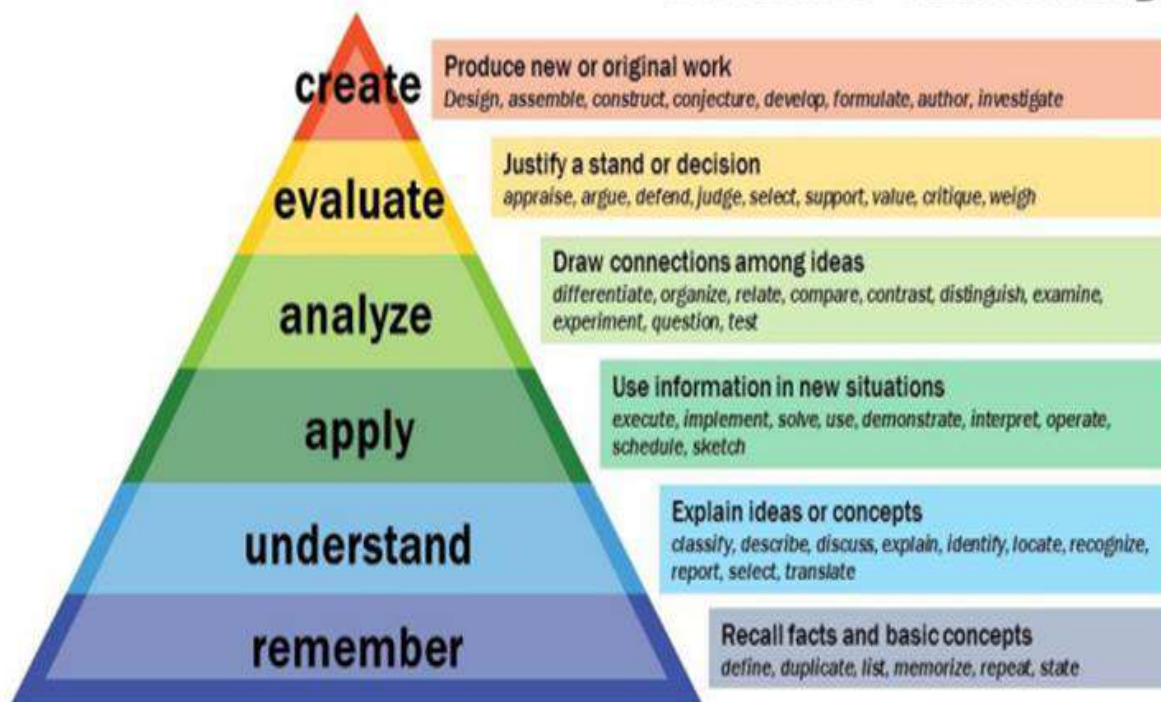 create
Produce new or original work
Design, assemble, construct, conjecture, develop, formulate, author, investigate
evaluate
Justify a stand or decision
appraise, argue, defend, judge, select, support, value, critique, weigh
analyze
Draw connections among ideas
differentiate, organize, relate, compare, contrast, distinguish, examine,
experiment, question, test
apply
Use information in new situations
execute, implement, solve, use, demonstrate, interpret, operate,
schedule, sketch
understand
Explain ideas or concepts
classify, describe, discuss, explain, identify, locate, recognize,
report, select, translate
remember
Recall facts and basic concepts
define, duplicate, list, memorize, repeat, state